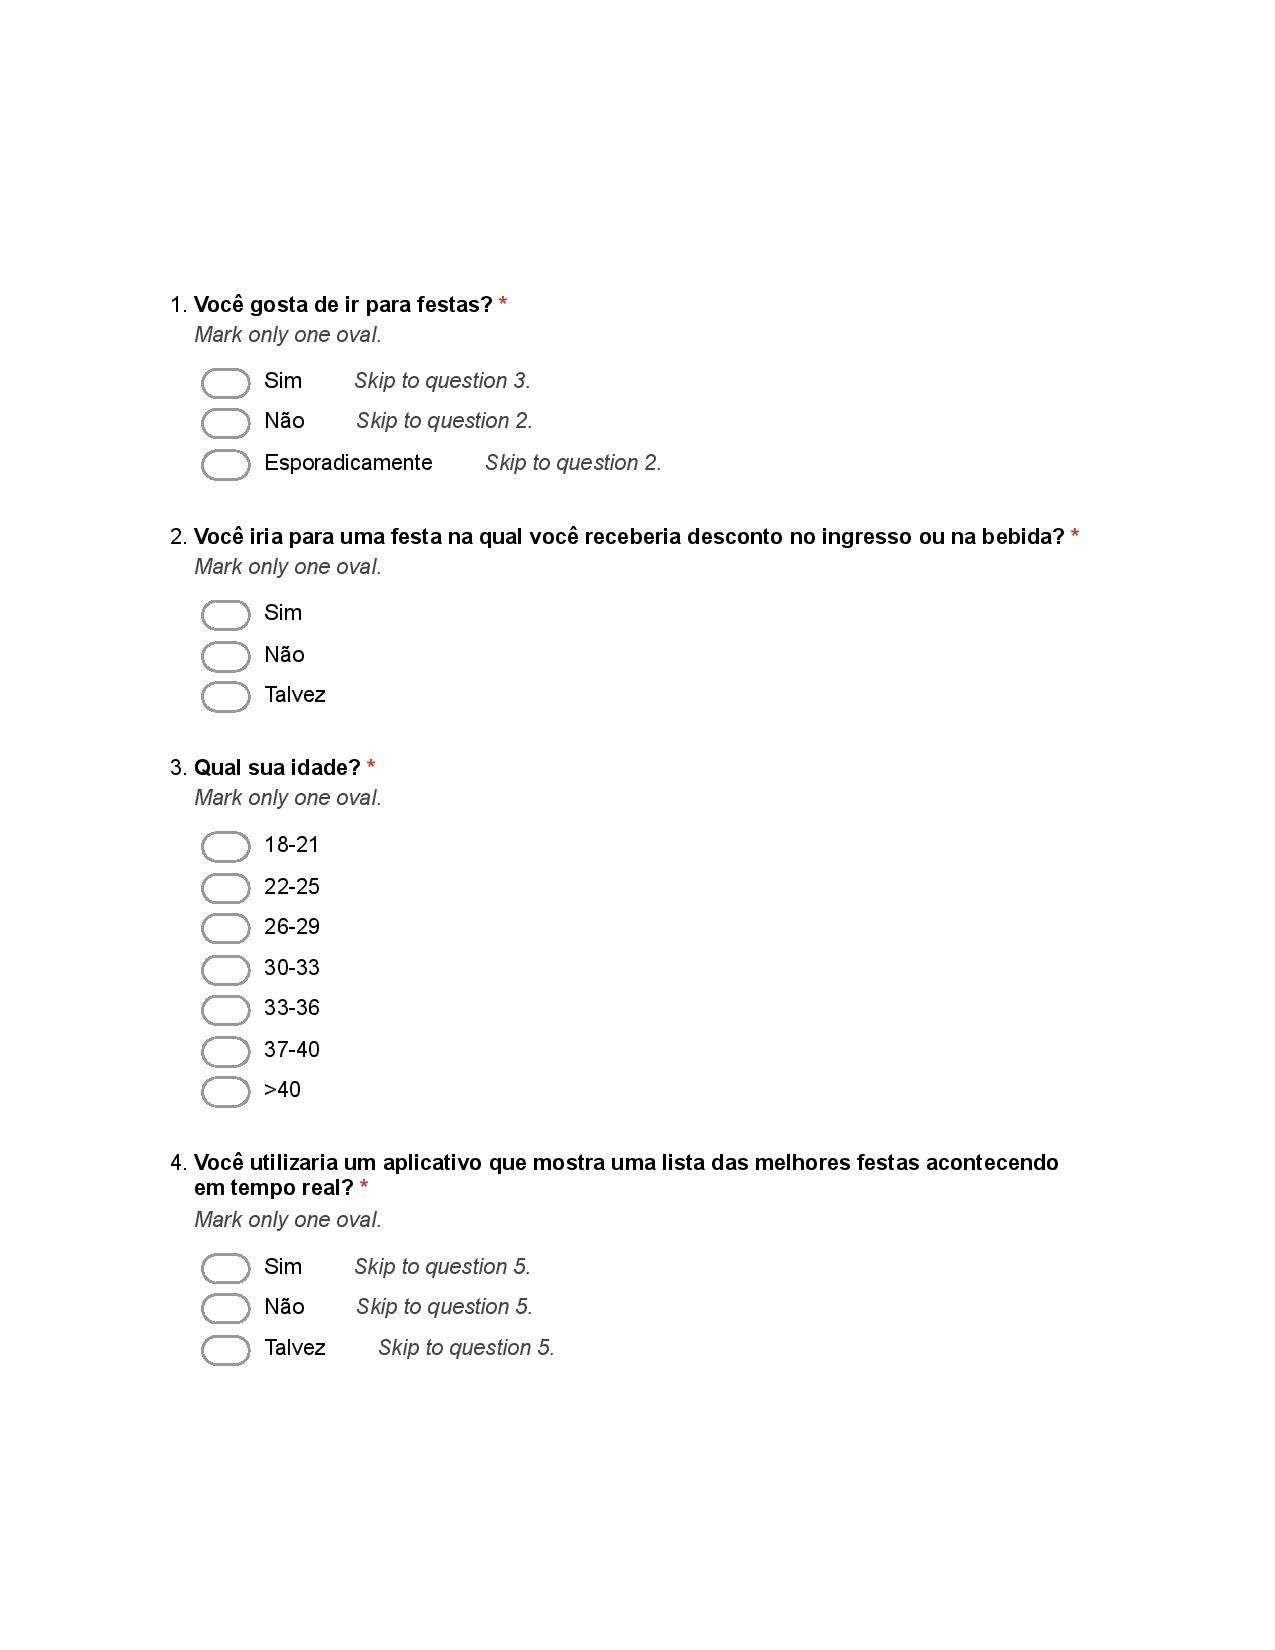 1. Você gosta de ir para festas? *
Mark only one oval.
Sim Skip to question 3.
Não Skip to question 2.
Esporadicamente Skip to question 2.
2. Você iria para uma festa na qual você receberia desconto no ingresso ou na bebida? *
Mark only one oval.
Sim
Não
Talvez
3. Qual sua idade? *
Mark only one oval.
18-21
22-25
26-29
30-33
33-36
37-40
>40
4. Você utilizaria um aplicativo que mostra uma lista das melhores festas acontecendo
em tempo real? *
Mark only one oval.
Sim Skip to question 5.
Não Skip to question 5.
Talvez Skip to question 5.